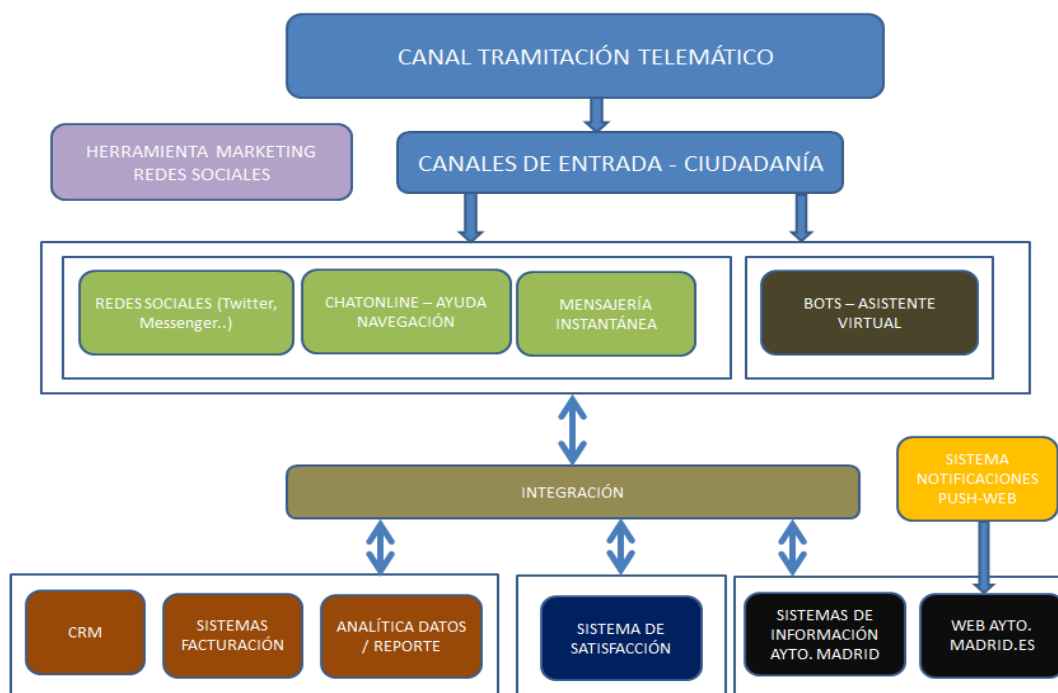 CANAL TRAMITACIÓN TELEMÁTICO
HERRAMIENTA MARKETING
REDES SOCIALES
CANALES DE ENTRADA - CIUDADANÍA
REDES SOCIALES (Twitter,
Messenger..)
CHATONLINE – AYUDA
NAVEGACIÓN
MENSAJERÍA
INSTANTÁNEA
BOTS – ASISTENTE
VIRTUAL
INTEGRACIÓN
SISTEMA
NOTIFICACIONES
PUSH-WEB
CRM
SISTEMAS
FACTURACIÓN
ANALÍTICA DATOS
/ REPORTE
SISTEMA DE
SATISFACCIÓN
SISTEMAS DE
INFORMACIÓN
AYTO. MADRID
WEB AYTO.
MADRID.ES